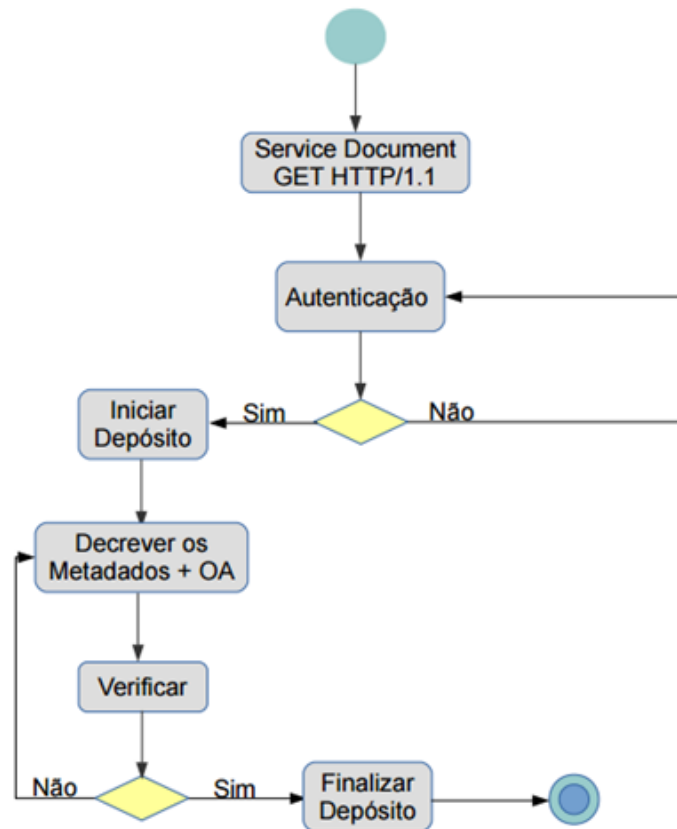 Service Document
GET HTTP/1.1
Autenticação
Iniciar
Depósito
Sim
Não
Decrever os
Metadados + OA
Verificar
Não
Sim
Finalizar
Depósito